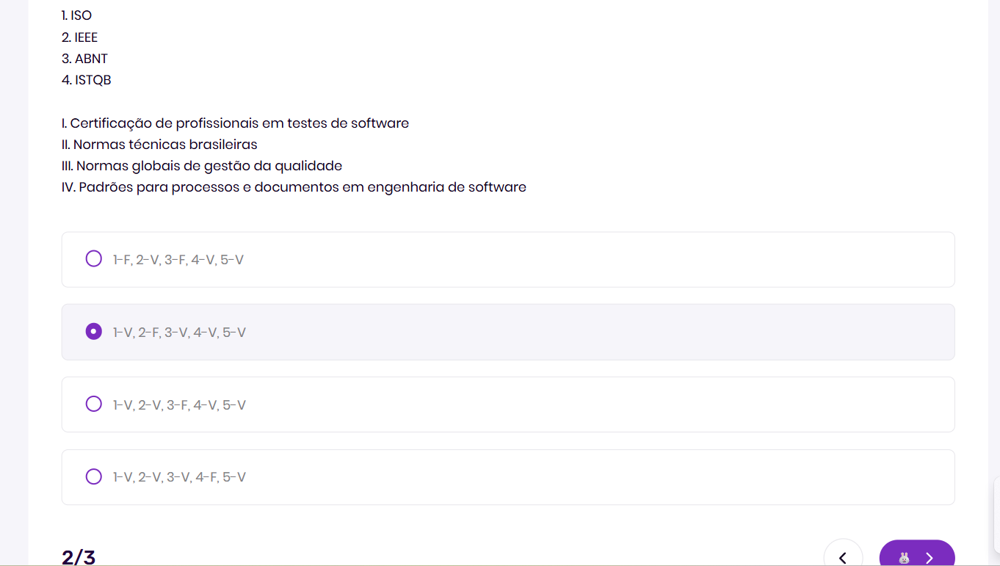 1. ISO
2. IEEE
3. ABNT
4. ISTQB
I. Certificação de profissionais em testes de software
II. Normas técnicas brasileiras
III. Normas globais de gestão da qualidade
IV. Padrões para processos e documentos em engenharia de software
1-F, 2-V, 3-F, 4-V, 5-V
1-V, 2-F, 3-V, 4-V, 5-V
1-V, 2-V, 3-F, 4-V, 5-V
1-V, 2-V, 3-V, 4-F, 5-V
2/3